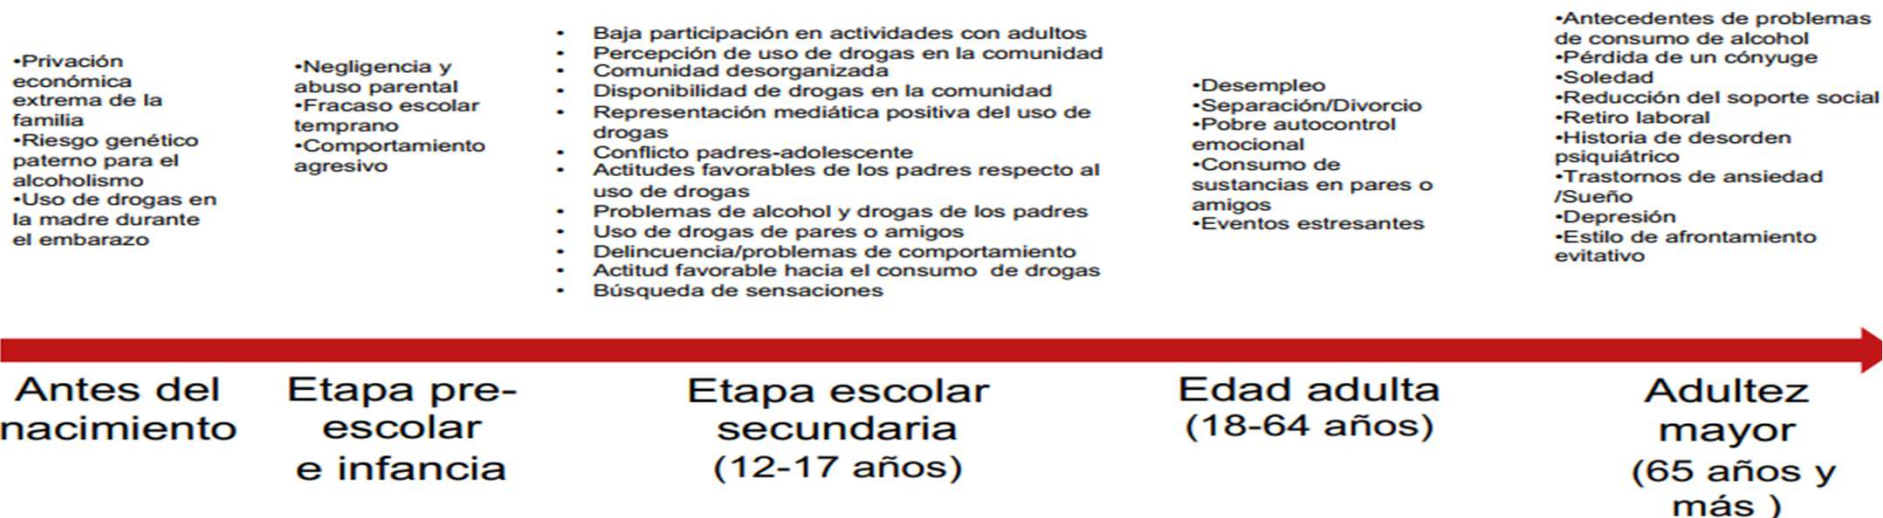 •Privación
económica
extrema de la
familia
•Riesgo genético
paterno para el
alcoholismo
•Uso de drogas en
la madre durante
el embarazo
•Negligencia y
abuso parental
•Fracaso escolar
temprano
•Comportamiento
agresivo
• Baja participación en actividades con adultos
• Percepción de uso de drogas en la comunidad
• Comunidad desorganizada
• Disponibilidad de drogas en la comunidad
• Representación mediática positiva del uso de
drogas
• Conflicto padres-adolescente
• Actitudes favorables de los padres respecto al
uso de drogas
• Problemas de alcohol y drogas de los padres
• Uso de drogas de pares o amigos
• Delincuencia/problemas de comportamiento
• Actitud favorable hacia el consumo de drogas
• Búsqueda de sensaciones
•Desempleo
•Separación/Divorcio
•Pobre autocontrol
emocional
•Consumo de
sustancias en pares o
amigos
•Eventos estresantes
•Antecedentes de problemas
de consumo de alcohol
•Pérdida de un cónyuge
•Soledad
•Reducción del soporte social
•Retiro laboral
•Historia de desorden
psiquiátrico
•Trastornos de ansiedad
/Sueño
•Depresión
•Estilo de afrontamiento
evitativo
Antes del
nacimiento
Etapa pre-
escolar
e infancia
Etapa escolar
secundaria
(12-17 años)
Edad adulta
(18-64 años)
Adultez
mayor
(65 años y
más )